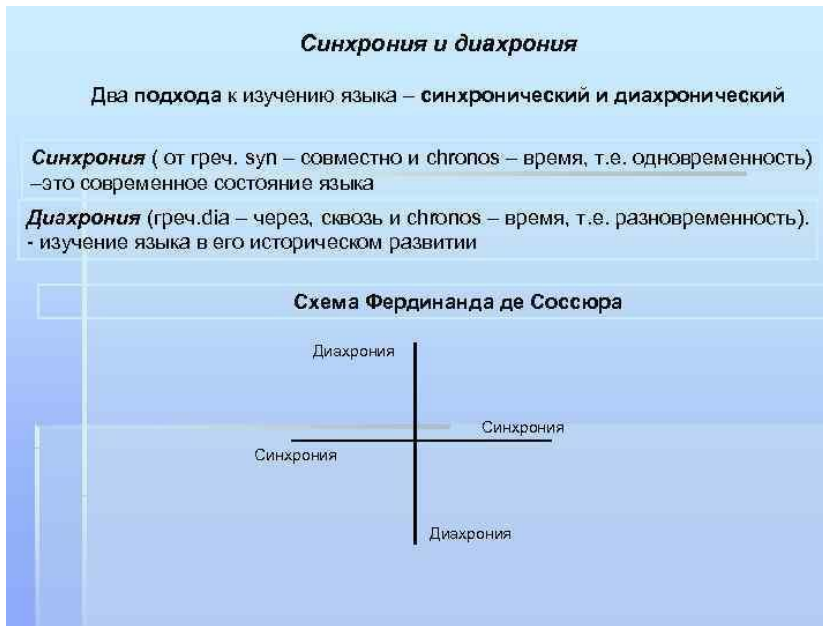 Синхрония и диахрония
Два подхода к изучению языка – синхронический и диахронический
Синхрония ( от греч. syn – совместно и chronos – время, т.е. одновременность)
–это современное состояние языка
Диахрония (греч.dia – через, сквозь и chronos – время, т.е. разновременность).
- изучение языка в его историческом развитии
Схема Фердинанда де Соссюра
Диахрония
Синхрония
Синхрония
Диахрония